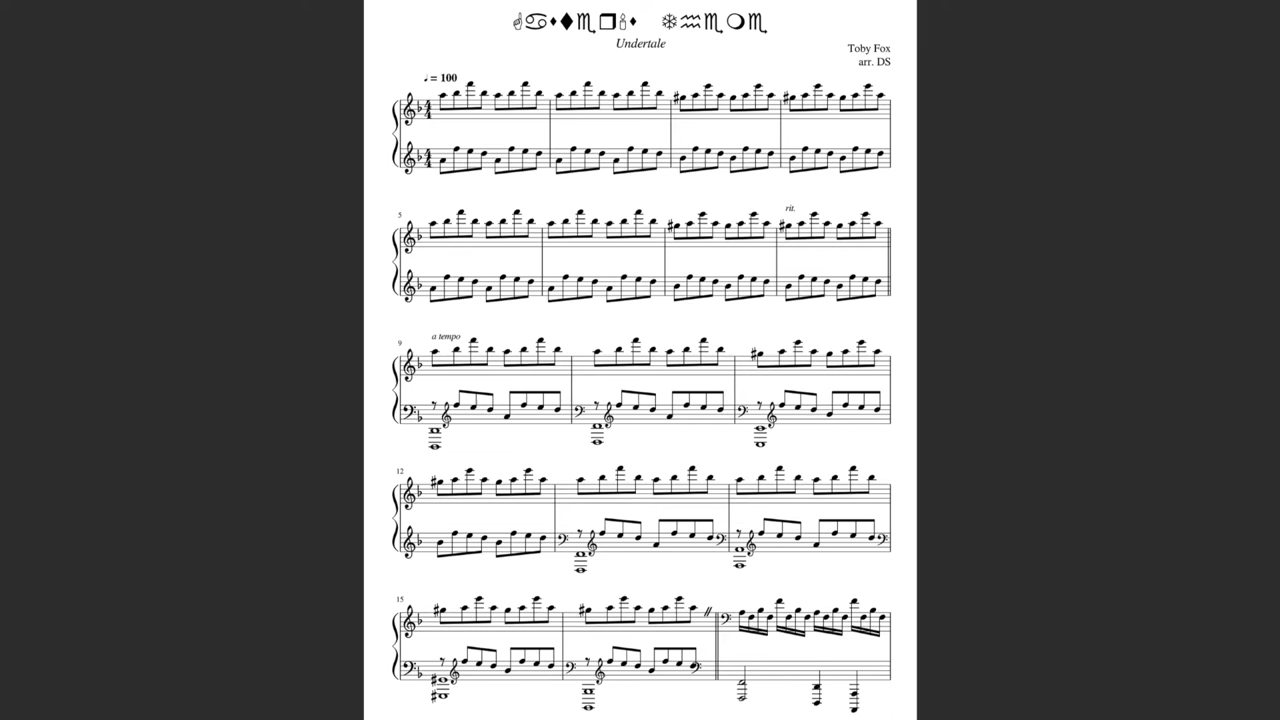 ☝♋⬧⧫♏❒🕯⬧ ❄♒♏❍♏
Undertale
Toby Fox
arr. DS
♩ = 100
rit.
5
a tempo
9
12
15